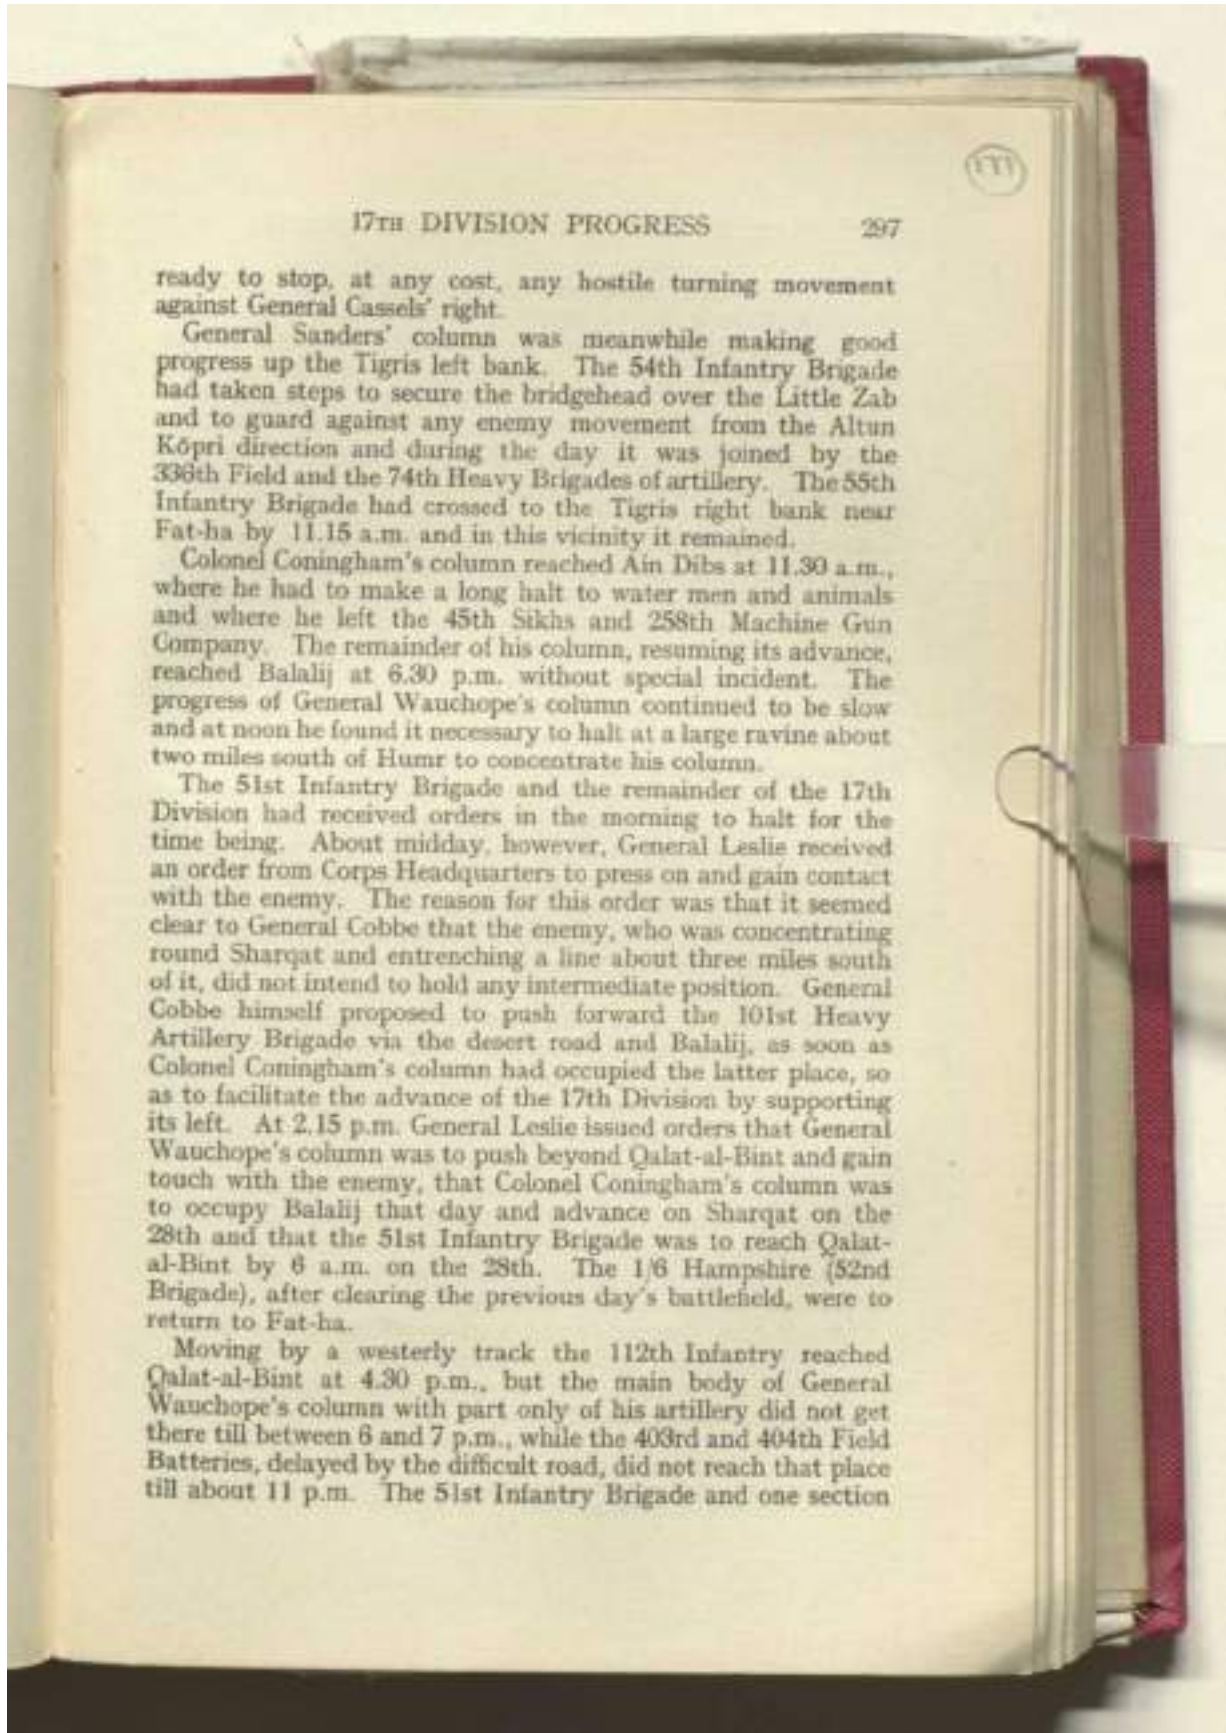 17TH DIVISION PROGRESS 297
ready to stop, at any cost, any hostile turning movement
against General Cassels' right.
General Sanders' column was meanwhile making good
progress up the Tigris left bank. The 54th Infantry Brigade
had taken steps to secure the bridgehead over the Little Zab
and to guard against any enemy movement from the Altun
Köpri direction and during the day it was joined by the
336th Field and the 74th Heavy Brigades of artillery. The 55th
Infantry Brigade had crossed to the Tigris right bank near
Fat-ha by 11.15 a.m. and in this vicinity it remained.
Colonel Coningham's column reached Ain Dibs at 11.30 a.m.,
where he had to make a long halt to water men and animals
and where he left the 45th Sikhs and 258th Machine Gun
Company. The remainder of his column, resuming its advance,
reached Balalij at 6.30 p.m. without special incident. The
progress of General Wauchope's column continued to be slow
and at noon he found it necessary to halt at a large ravine about
two miles south of Humr to concentrate his column.
The 51st Infantry Brigade and the remainder of the 17th
Division had received orders in the morning to halt for the
time being. About midday, however, General Leslie received
an order from Corps Headquarters to press on and gain contact
with the enemy. The reason for this order was that it seemed
clear to General Cobbe that the enemy, who was concentrating
round Sharqat and entrenching a line about three miles south
of it, did not intend to hold any intermediate position. General
Cobbe himself proposed to push forward the 101st Heavy
Artillery Brigade via the desert road and Balalij, as soon as
Colonel Coningham's column had occupied the latter place, so
as to facilitate the advance of the 17th Division by supporting
its left. At 2.15 p.m. General Leslie issued orders that General
Wauchope's column was to push beyond Qalat-al-Bint and gain
touch with the enemy, that Colonel Coningham's column was
to occupy Balalij that day and advance on Sharqat on the
28th and that the 51st Infantry Brigade was to reach Qalat-
al-Bint by 6 a.m. on the 28th. The 1/6 Hampshire (52nd
Brigade), after clearing the previous day's battlefield, were to
return to Fat-ha.
Moving by a westerly track the 112th Infantry reached
Qalat-al-Bint at 4.30 p.m., but the main body of General
Wauchope's column with part only of his artillery did not get
there till between 6 and 7 p.m., while the 403rd and 404th Field
Batteries, delayed by the difficult road, did not reach that place
till about 11 p.m. The 51st Infantry Brigade and one section